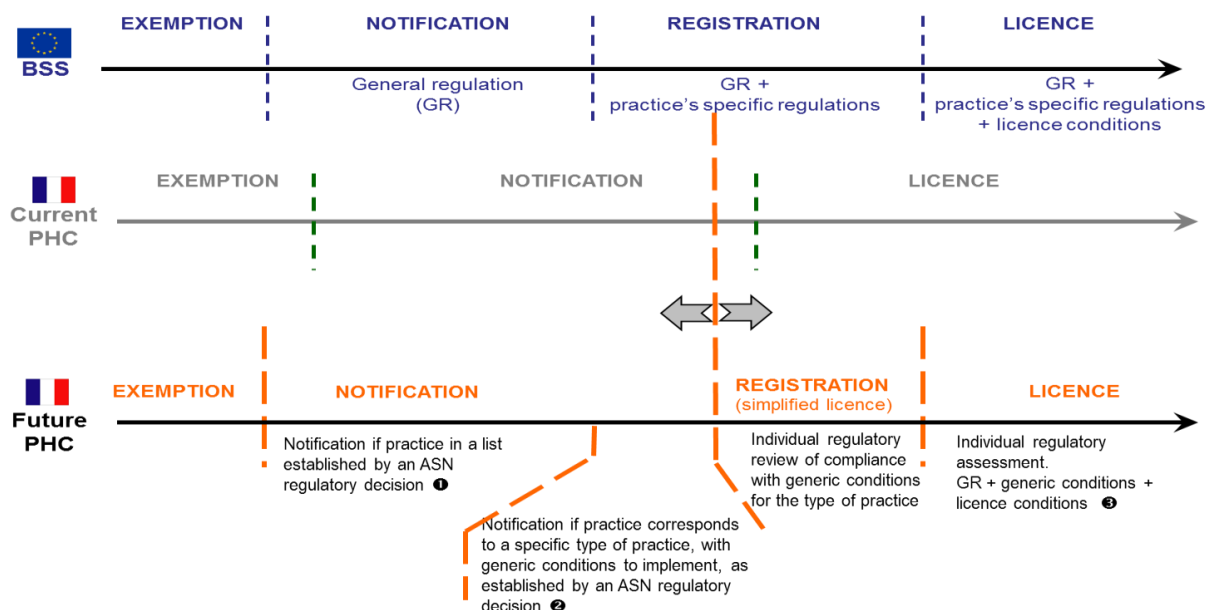 EXEMPTION NOTIFICATION REGISTRATION LICENCE
BSS
General regulation
(GR)
GR +
practice's specific regulations
GR +
practice's specific regulations
+ licence conditions
EXEMPTION NOTIFICATION LICENCE
Current
PHC
EXEMPTION NOTIFICATION REGISTRATION LICENCE
(simplified licence)
Future
PHC
Notification if practice in a list
established by an ASN
regulatory decision ❶
Notification if practice corresponds
to a specific type of practice, with
generic conditions to implement, as
established by an ASN regulatory
decision ❷
Individual regulatory
review of compliance
with generic conditions
for the type of practice
Individual regulatory
assessment.
GR + generic conditions +
licence conditions ❸